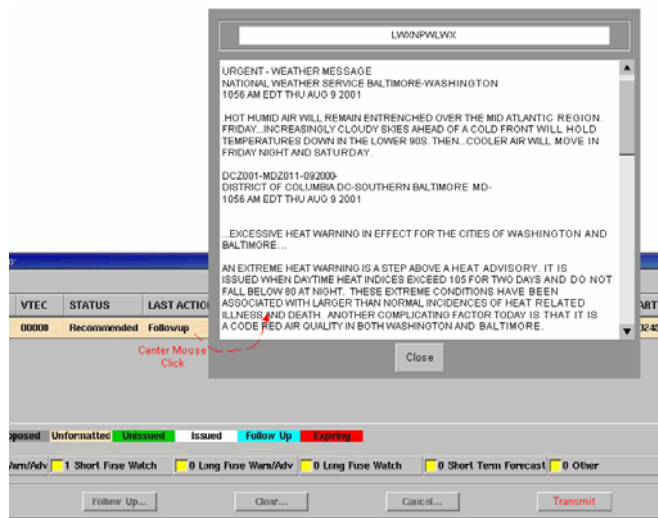 LWXNPWLWX
URGENT - WEATHER MESSAGE
NATIONAL WEATHER SERVICE BALTIMORE-WASHINGTON
1056 AM EDT THU AUG 9 2001
.HOT HUMID AIR WILL REMAIN ENTRENCHED OVER THE MID ATLANTIC REGION.
FRIDAY...INCREASINGLY CLOUDY SKIES AHEAD OF A COLD FRONT WILL HOLD
TEMPERATURES DOWN IN THE LOWER 90S. THEN...COOLER AIR WILL MOVE IN
FRIDAY NIGHT AND SATURDAY.
DCZ001-MDZ011-092000-
DISTRICT OF COLUMBIA DC-SOUTHERN BALTIMORE MD-
1056 AM EDT THU AUG 9 2001
...EXCESSIVE HEAT WARNING IN EFFECT FOR THE CITIES OF WASHINGTON AND
BALTIMORE...
AN EXTREME HEAT WARNING IS A STEP ABOVE A HEAT ADVISORY. IT IS
ISSUED WHEN DAYTIME HEAT INDICES EXCEED 105 FOR TWO DAYS AND DO NOT
FALL BELOW 80 AT NIGHT. THESE EXTREME CONDITIONS HAVE BEEN
ASSOCIATED WITH LARGER THAN NORMAL INCIDENCES OF HEAT RELATED
ILLNESS AND DEATH. ANOTHER COMPLICATING FACTOR TODAY IS THAT IT IS
A CODE RED AIR QUALITY IN BOTH WASHINGTON AND BALTIMORE.
Close
VTEC STATUS LAST ACTIO
00000 Recommended Followup
Center Mouse
Click
posed Unformatted Unissued Issued Follow Up Expiring
Warn/Adv 1 Short Fuse Watch 0 Long Fuse Warn/Adv 0 Long Fuse Watch 0 Short Term Forecast 0 Other
Follow Up... Clear... Cancel... Transmit